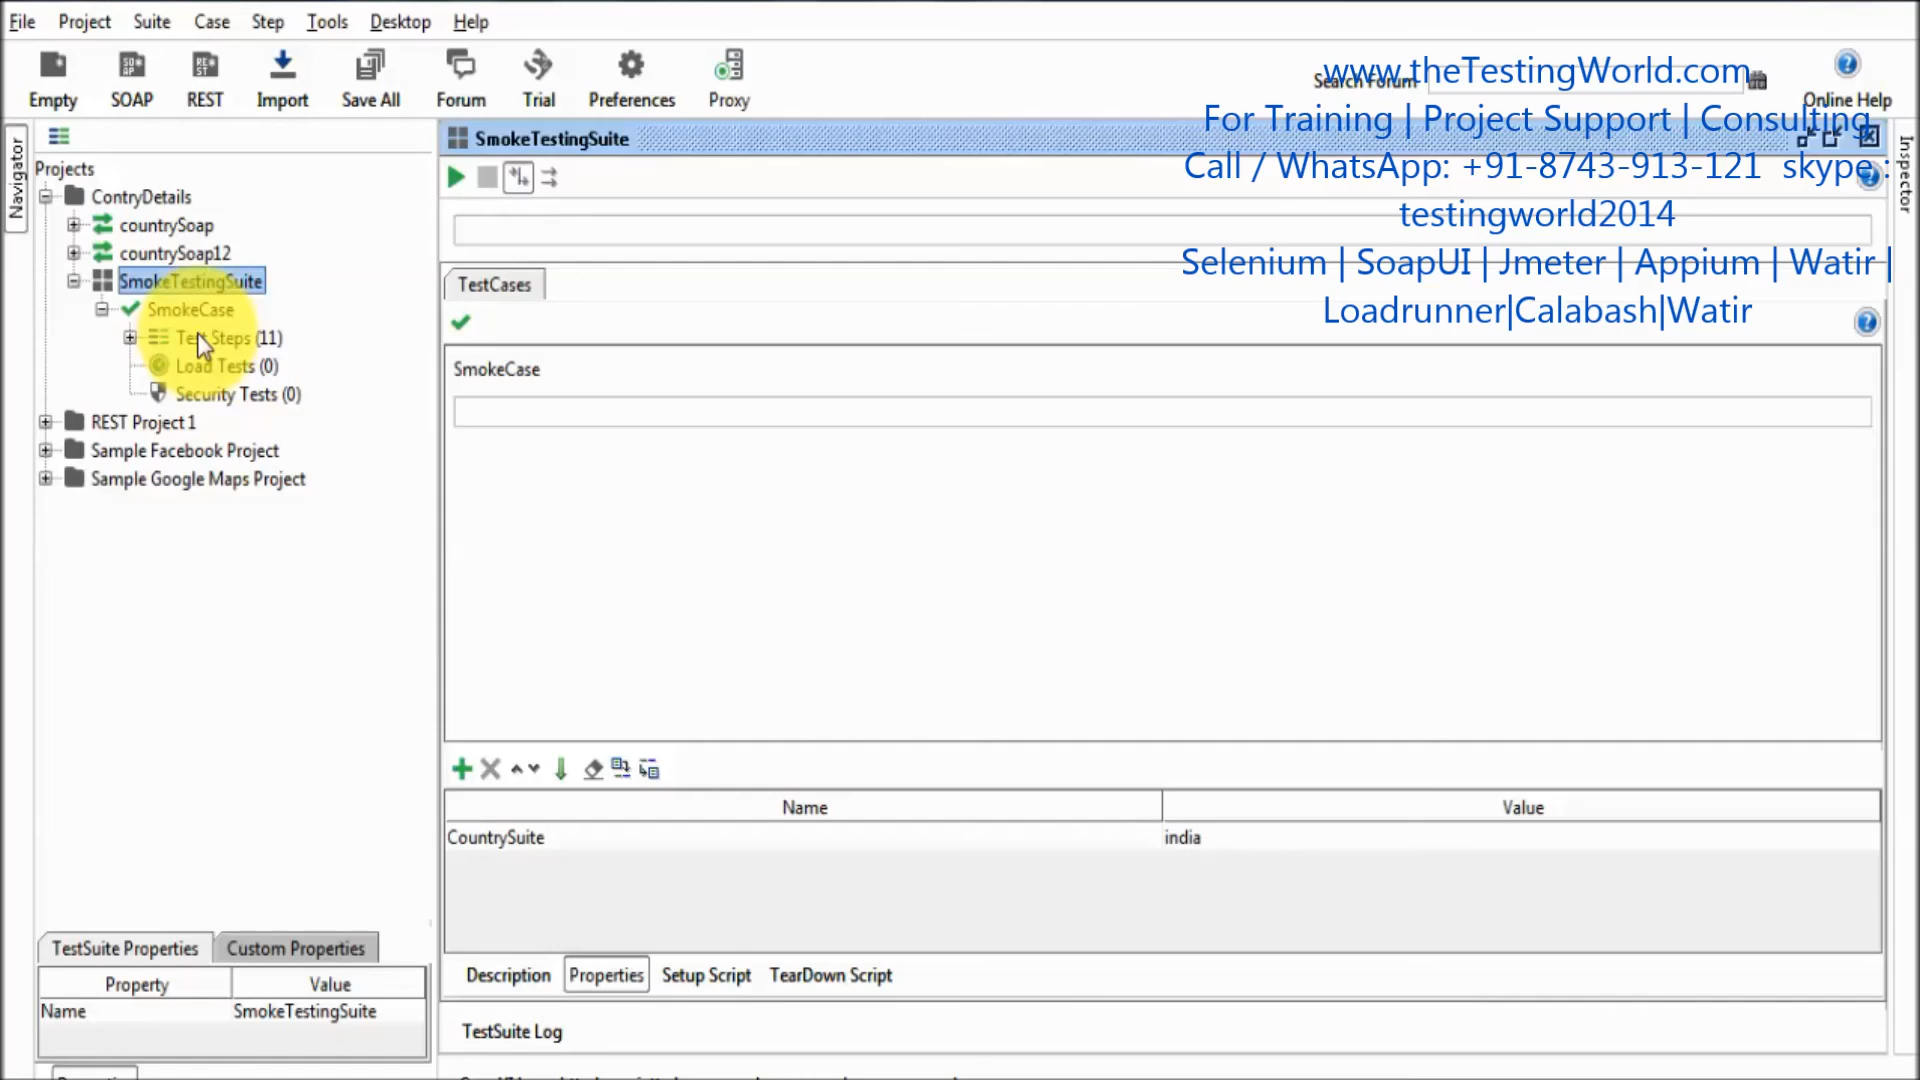 File Project Suite Case Step Tools Desktop Help
Empty SOAP REST Import Save All Forum Trial Preferences Proxy
Search Forum
Online Help
www.theTestingWorld.com
For Training | Project Support | Consulting
Call / WhatsApp: +91-8743-913-121 skype :
testingworld2014
Selenium | SoapUI | Jmeter | Appium | Watir |
Loadrunner|Calabash|Watir
Navigator
Inspector
Projects
ContryDetails
countrySoap
countrySoap12
SmokeTestingSuite
SmokeCase
Test Steps (11)
Load Tests (0)
Security Tests (0)
REST Project 1
Sample Facebook Project
Sample Google Maps Project
TestSuite Properties Custom Properties
Property Value
Name SmokeTestingSuite
SmokeTestingSuite
TestCases
SmokeCase
Name Value
CountrySuite india
Description Properties Setup Script TearDown Script
TestSuite Log